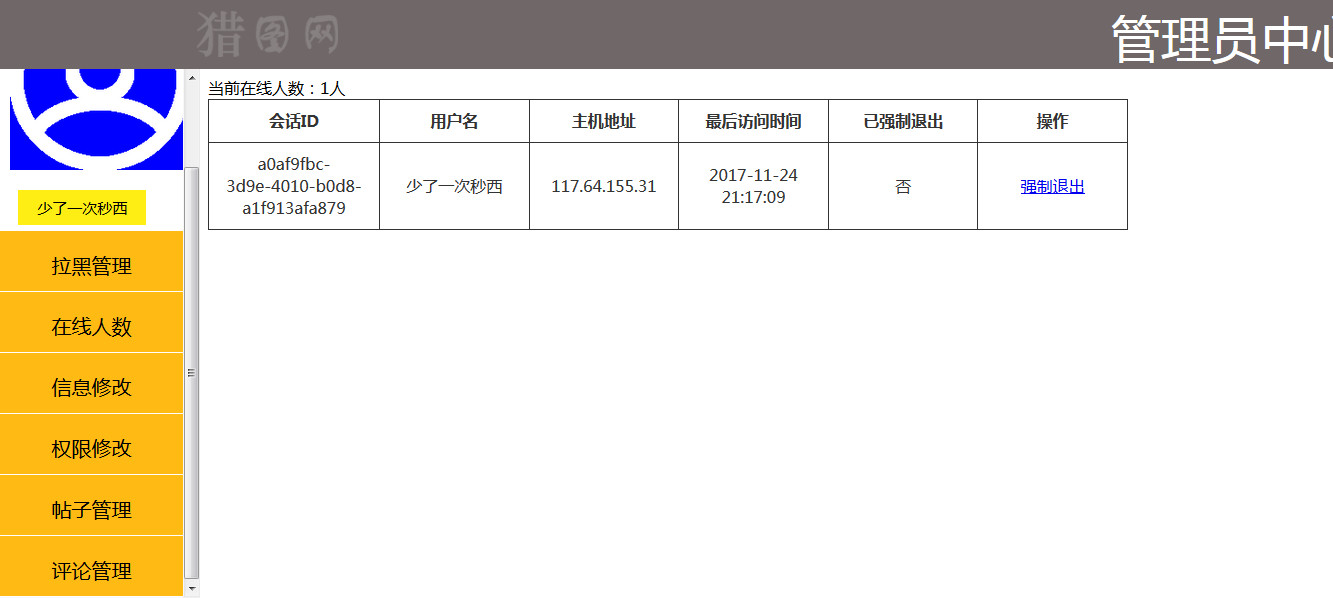 猎图网
管理员中心
少了一次秒西
拉黑管理
在线人数
信息修改
权限修改
帖子管理
评论管理
当前在线人数：1人
会话ID 用户名 主机地址 最后访问时间 已强制退出 操作
a0af9fbc-
3d9e-4010-b0d8-
a1f913afa879
少了一次秒西
117.64.155.31
2017-11-24
21:17:09
否
强制退出